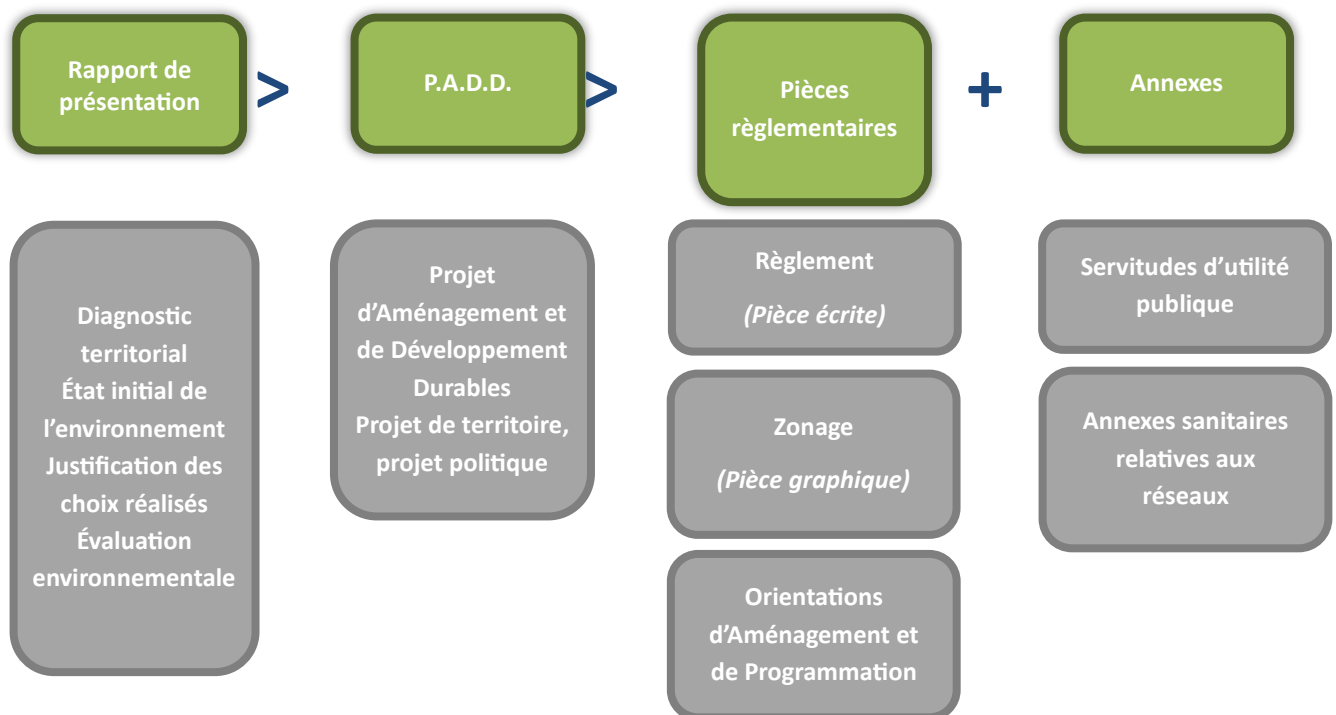 Rapport de
présentation
>
P.A.D.D.
>
Pièces
règlementaires
+
Annexes
Diagnostic
territorial
État initial de
l’environnement
Justification des
choix réalisés
Évaluation
environnementale
Projet
d’Aménagement et
de Développement
Durables
Projet de territoire,
projet politique
Règlement
(Pièce écrite)
Zonage
(Pièce graphique)
Orientations
d’Aménagement et
de Programmation
Servitudes d’utilité
publique
Annexes sanitaires
relatives aux
réseaux